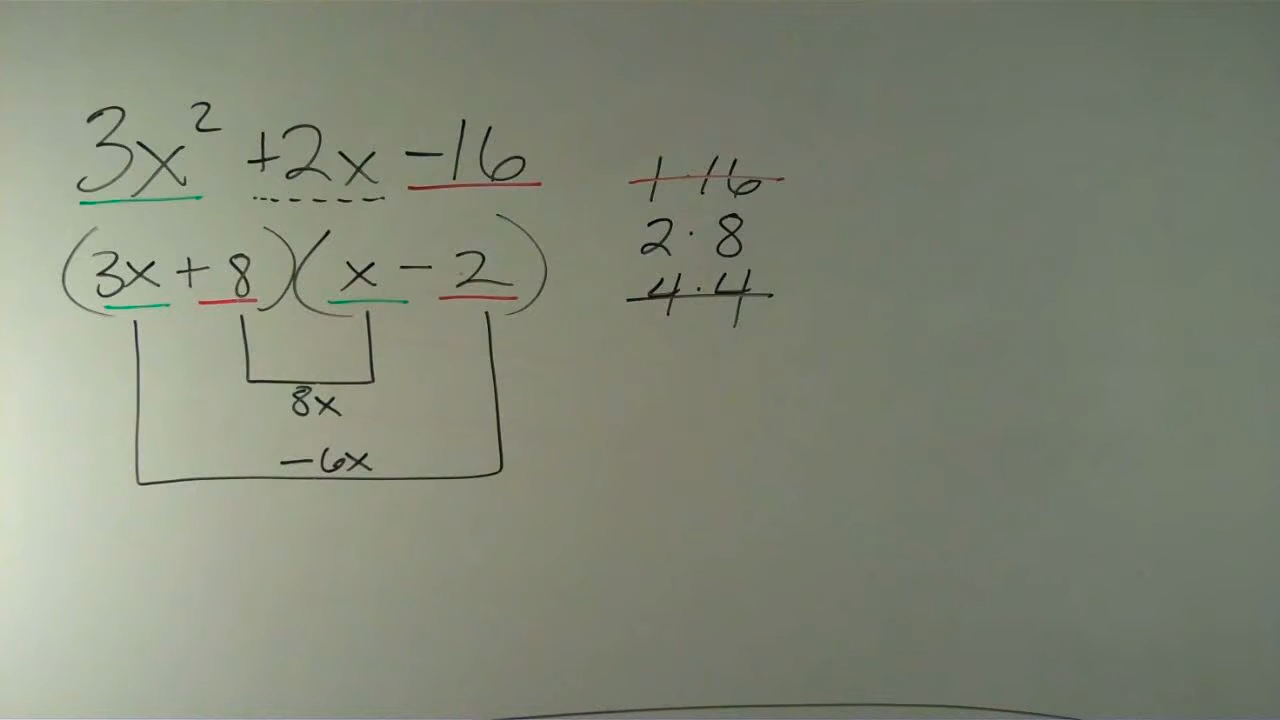 3x² +2x -16
(3x + 8)(x - 2)
8x
-6x
1·16
2·8
4·4